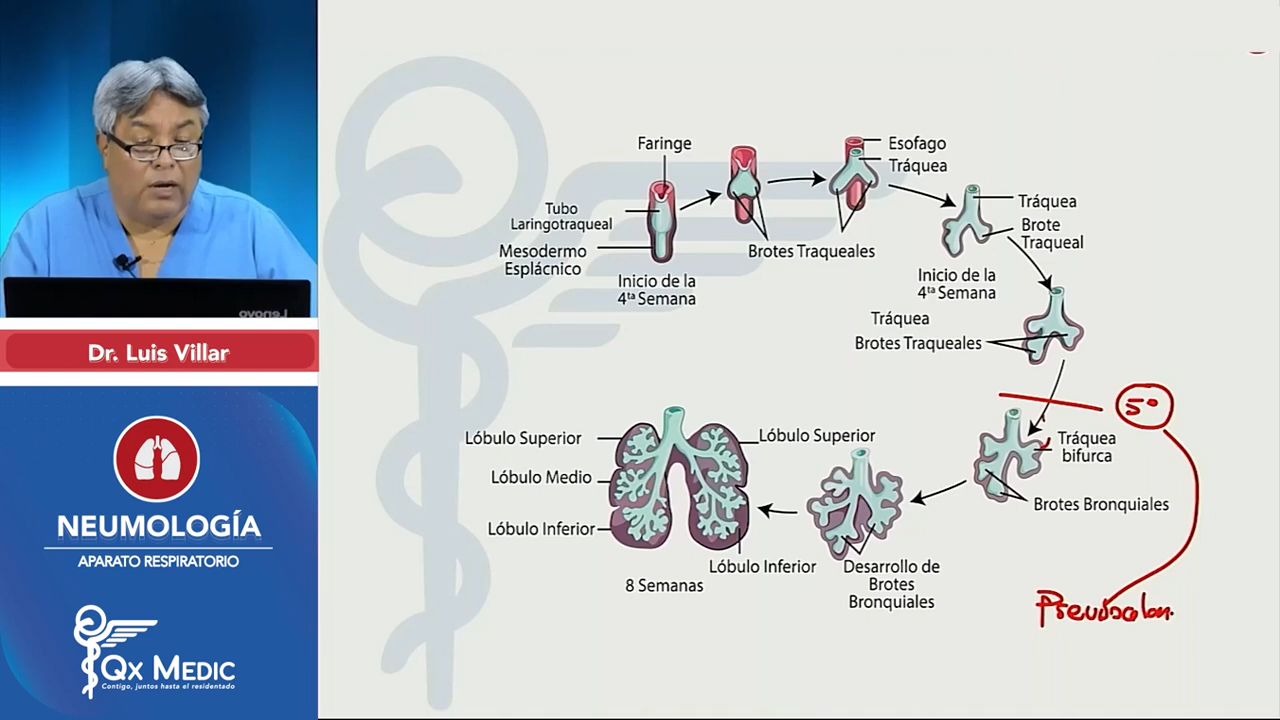 Faringe
Tubo
Laringotraqueal
Mesodermo
Esplácnico
Inicio de la
4ta Semana
Brotes Traqueales
Esofago
Tráquea
Tráquea
Brote
Traqueal
Inicio de la
4ta Semana
Tráquea
Brotes Traqueales
5°
Tráquea
bifurca
Brotes Bronquiales
Lóbulo Superior
Lóbulo Medio
Lóbulo Inferior
Lóbulo Superior
Lóbulo Inferior
8 Semanas
Desarrollo de
Brotes
Bronquiales
lenovo
Dr. Luis Villar
NEUMOLOGÍA
APARATO RESPIRATORIO
QX MEDIC
Contigo, juntos hasta el residentado